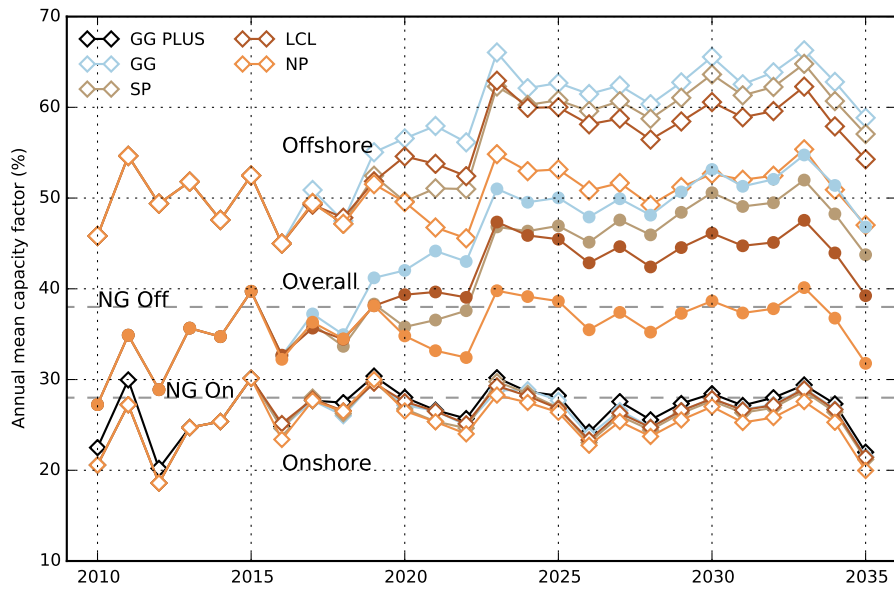 70
60
50
40
30
20
10
Annual mean capacity factor (%)
GG PLUS
GG
SP
LCL
NP
Offshore
Overall
NG Off
NG On
Onshore
2010 2015 2020 2025 2030 2035